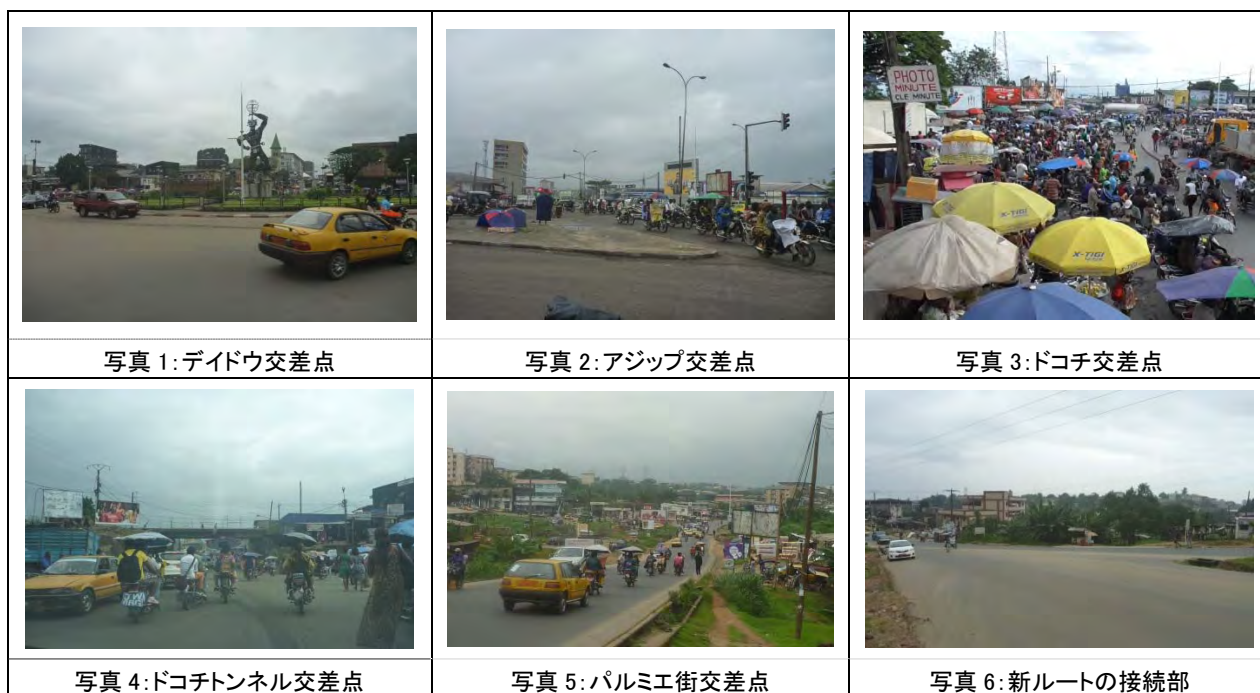 写真 1:デイドウ交差点
写真 2:アジップ交差点
PHOTO
MINUTE
CLE MINUTE
X-TIGI
X-TIGI
写真 3:ドコチ交差点
写真 4:ドコチトンネル交差点
写真 5:パルミエ街交差点
写真 6:新ルートの接続部